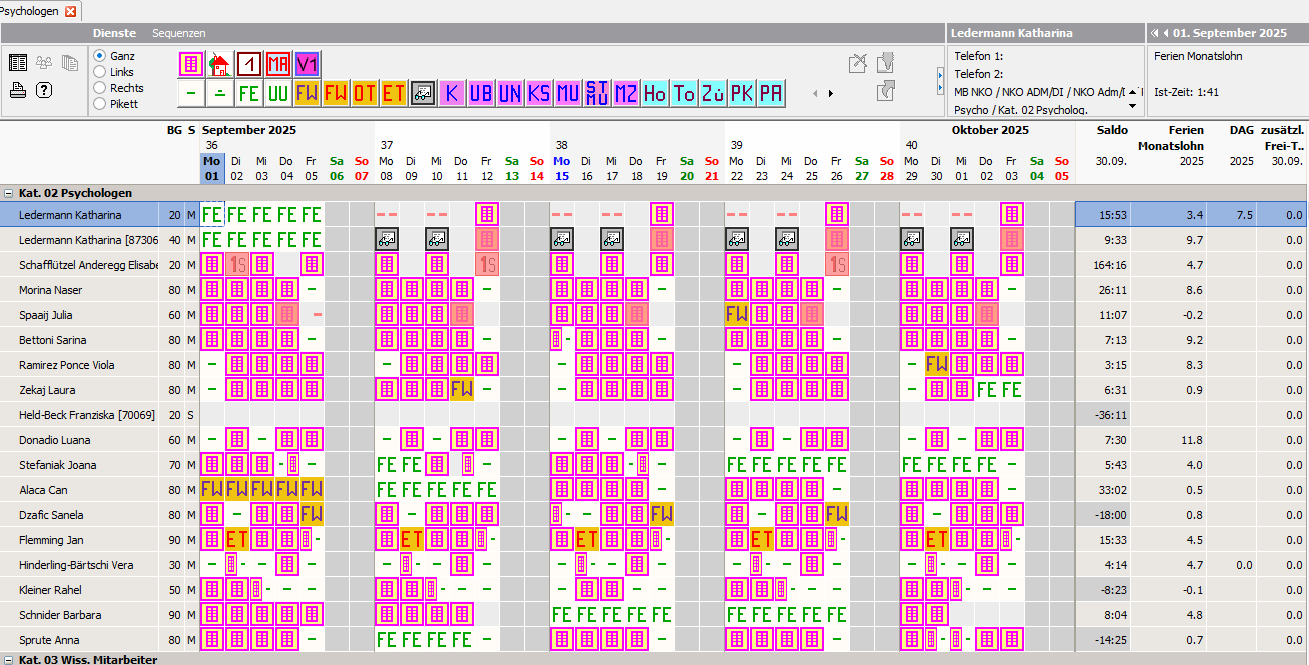 Psychologen
Dienste Sequenzen Ledermann Katharina 01. September 2025
Ganz
Links
Rechts
Pikett
1 MA V1
– FE UU FW FW OT ET K UB UN KS MU ST MU MZ Ho To Zü PK PA
Telefon 1:
Telefon 2:
MB NKO / NKO ADM/DI / NKO Adm/
Psycho / Kat. 02 Psycholog.
Ferien Monatslohn
Ist-Zeit: 1:41
BG S September 2025 Oktober 2025 Saldo Ferien DAG zusätzl.
36 37 38 39 40 Monatslohn Frei-T..
Mo Di Mi Do Fr Sa So Mo Di Mi Do Fr Sa So Mo Di Mi Do Fr Sa So Mo Di Mi Do Fr Sa So Mo Di Mi Do Fr Sa So 30.09. 2025 2025 30.09.
01 02 03 04 05 06 07 08 09 10 11 12 13 14 15 16 17 18 19 20 21 22 23 24 25 26 27 28 29 30 01 02 03 04 05
Kat. 02 Psychologen
Ledermann Katharina 20 M FE FE FE FE FE -- -- -- -- -- -- -- -- 15:53 3.4 7.5 0.0
Ledermann Katharina [87306 40 M FE FE FE FE FE 9:33 9.7 0.0
Schafflützel Anderegg Elisabe 20 M 1S 1S 1S 164:16 4.7 0.0
Morina Naser 80 M – – – – – 26:11 8.6 0.0
Spaaij Julia 60 M – FW 11:07 -0.2 0.0
Bettoni Sarina 80 M – – - – – – 7:13 9.2 0.0
Ramirez Ponce Viola 80 M – – – – – FW 3:15 8.3 0.0
Zekaj Laura 80 M – FW – – – – FE FE 6:31 0.9 0.0
Held-Beck Franziska [70069] 20 S -36:11 0.0
Donadio Luana 60 M – – – – – – – – – – 7:30 11.8 0.0
Stefaniak Joana 70 M - – FE FE – - – FE FE FE FE FE FE FE FE FE – 5:43 4.0 0.0
Alaca Can 80 M FW FW FW FW FW FE FE FE FE FE – – – 33:02 0.5 0.0
Dzafic Sanela 80 M – FW – - – FW – FW – -18:00 0.8 0.0
Flemming Jan 90 M ET - ET - ET - ET - ET - 15:33 4.5 0.0
Hinderling-Bärtschi Vera 30 M – - – – – - – – – - – – – - – – – - – – 4:14 4.7 0.0 0.0
Kleiner Rahel 50 M - – – - – – – – – - – – - – – -8:23 -0.1 0.0
Schnider Barbara 90 M FE FE FE FE FE FE FE FE FE FE 8:04 4.8 0.0
Sprute Anna 80 M – FE FE FE FE – – – - - -14:25 0.7 0.0
Kat. 03 Wiss. Mitarbeiter